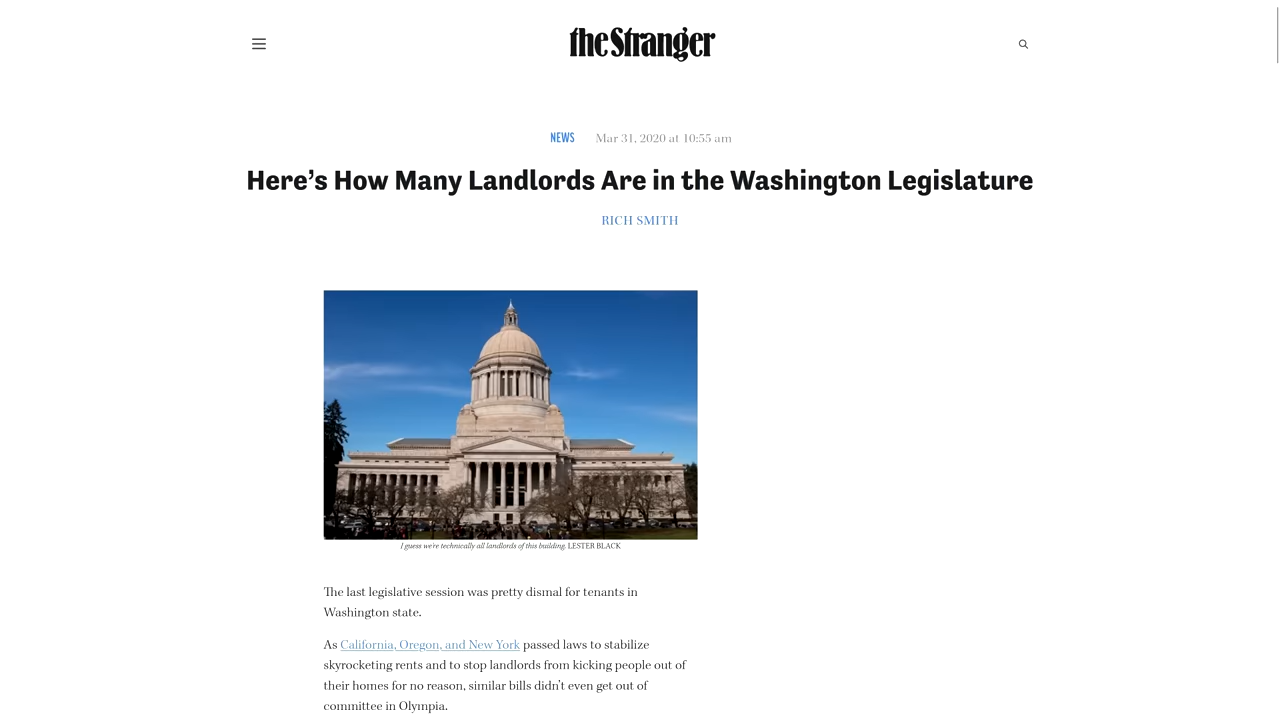 the Stranger
NEWS Mar 31, 2020 at 10:55 am
Here’s How Many Landlords Are in the Washington Legislature
RICH SMITH
I guess we're technically all landlords of this building. LESTER BLACK
The last legislative session was pretty dismal for tenants in
Washington state.
As California, Oregon, and New York passed laws to stabilize
skyrocketing rents and to stop landlords from kicking people out of
their homes for no reason, similar bills didn’t even get out of
committee in Olympia.